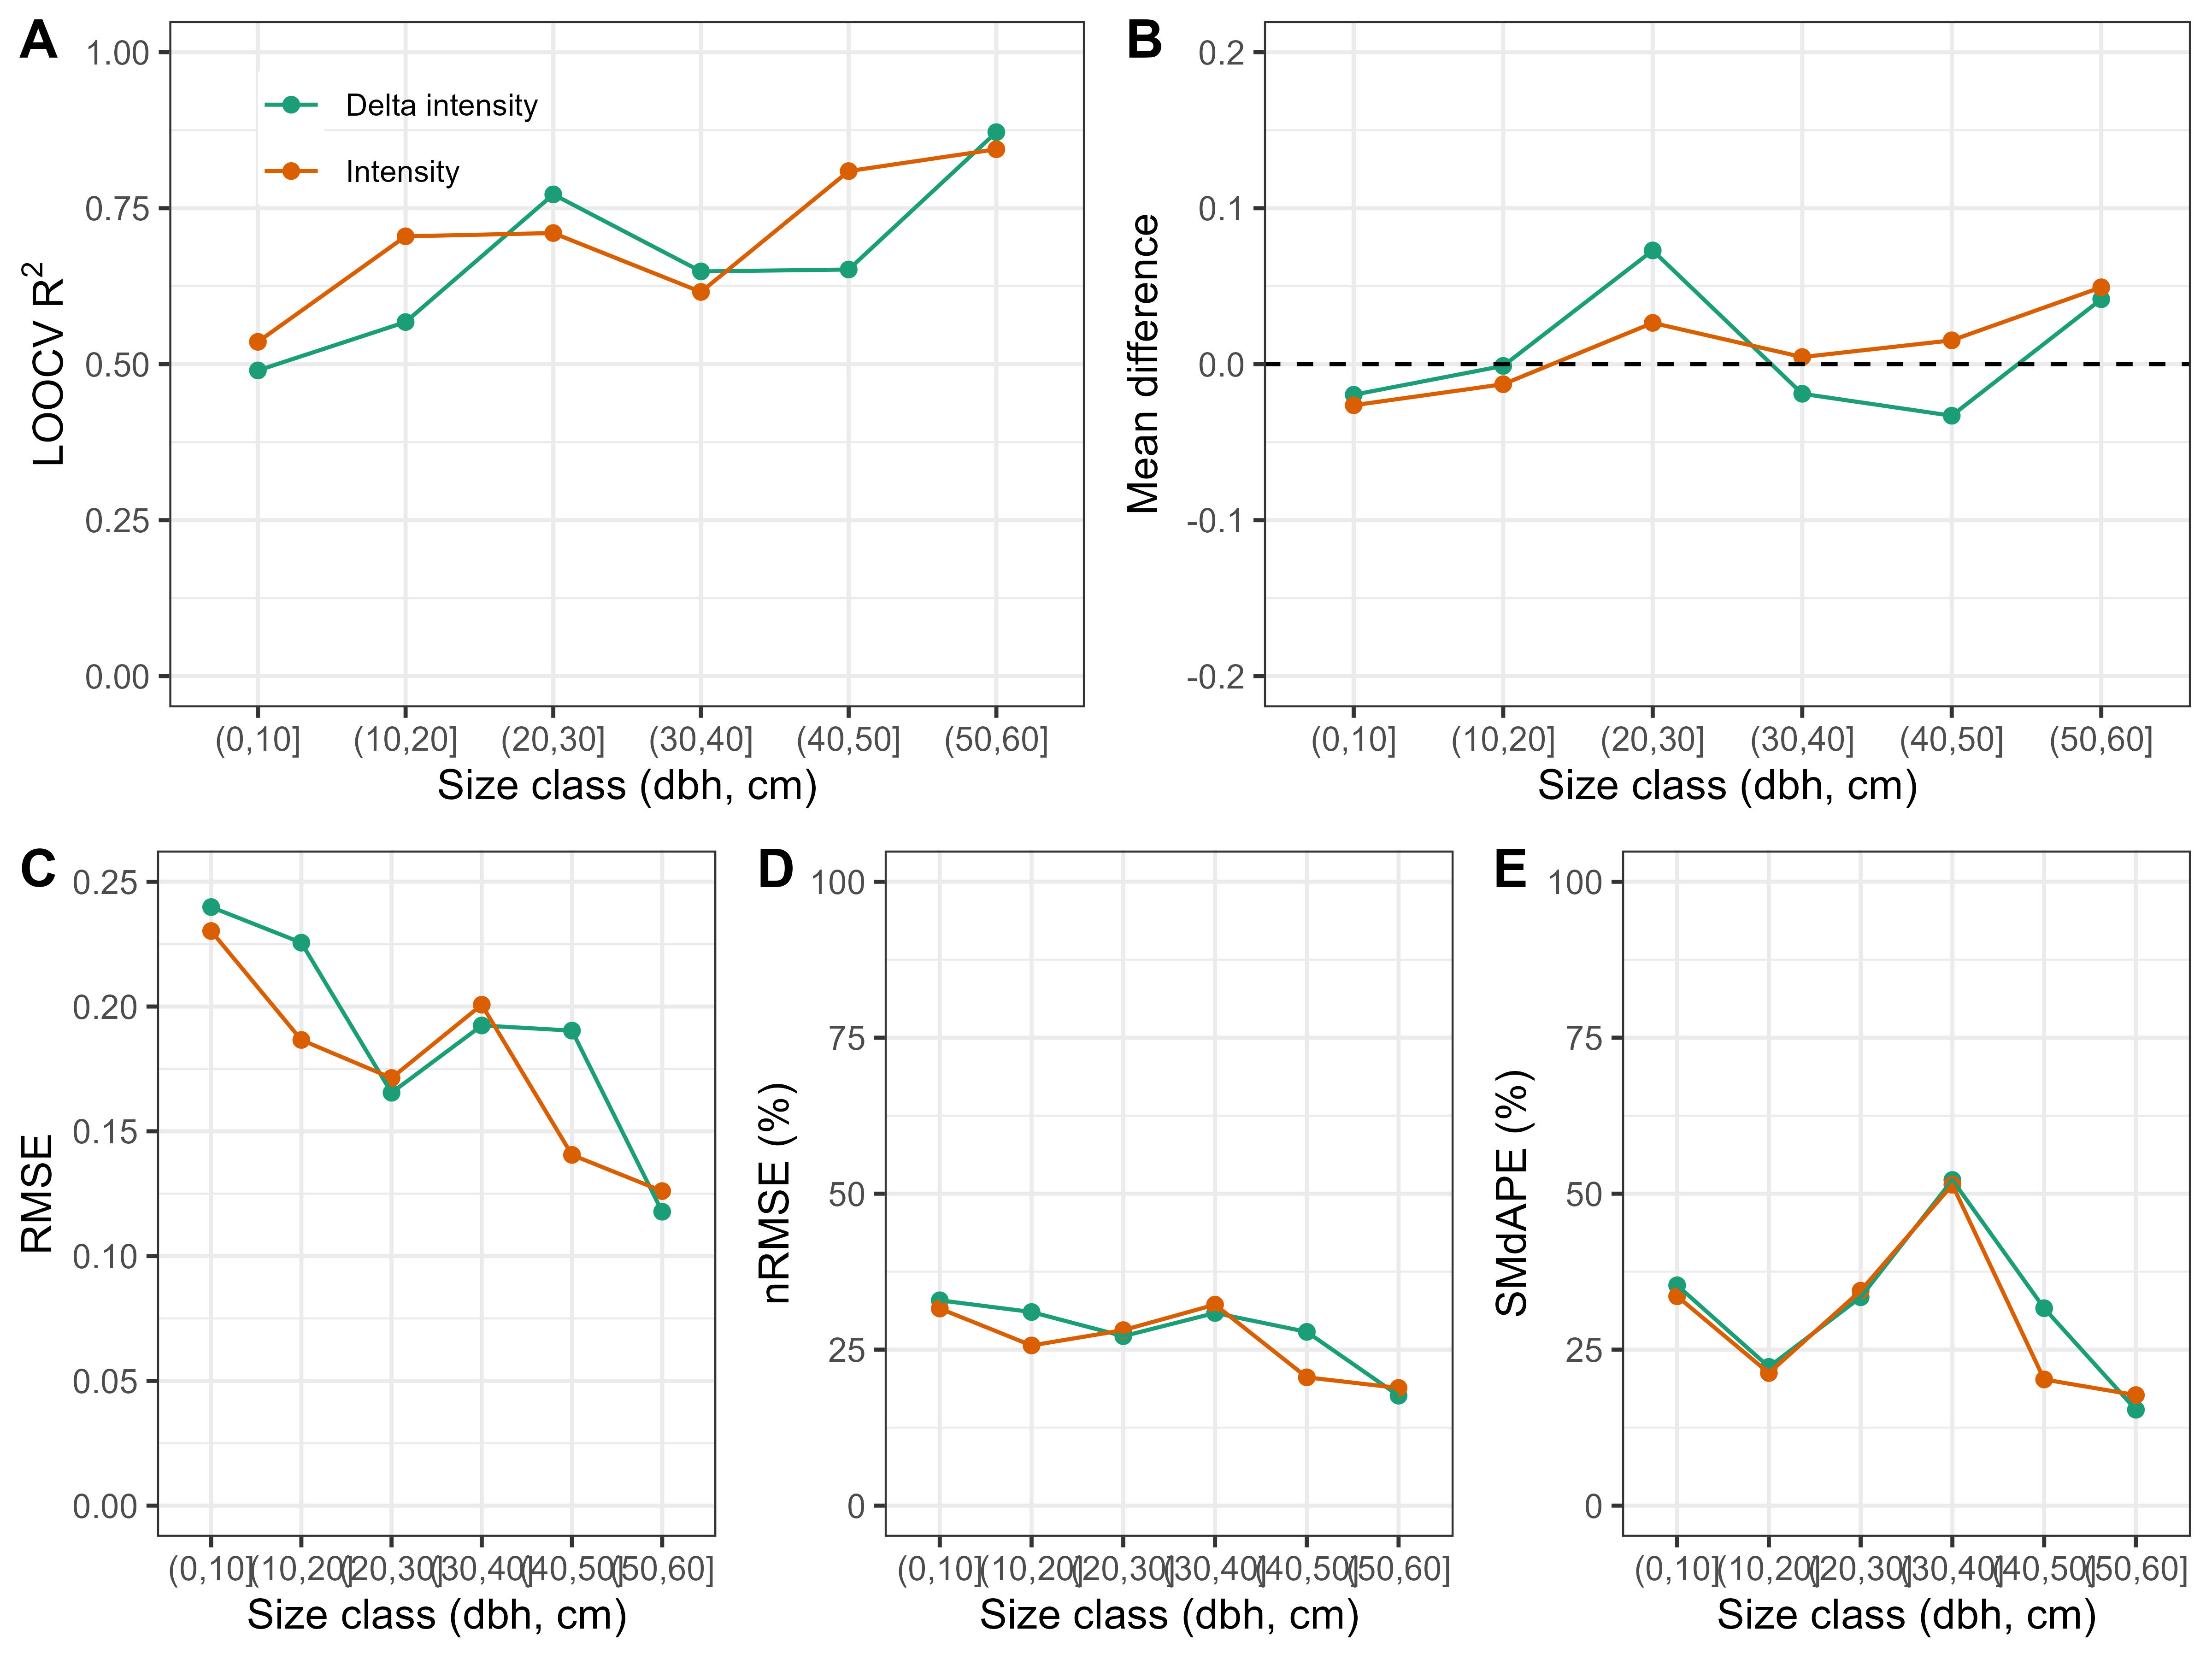 A
1.00
0.75
0.50
0.25
0.00
LOOCV R²
Delta intensity
Intensity
(0,10] (10,20] (20,30] (30,40] (40,50] (50,60]
Size class (dbh, cm)
B
0.2
0.1
0.0
-0.1
-0.2
Mean difference
(0,10] (10,20] (20,30] (30,40] (40,50] (50,60]
Size class (dbh, cm)
C
0.25
0.20
0.15
0.10
0.05
0.00
RMSE
(0,10] (10,20] (20,30] (30,40] (40,50] (50,60]
Size class (dbh, cm)
D
100
75
50
25
0
nRMSE (%)
(0,10] (10,20] (20,30] (30,40] (40,50] (50,60]
Size class (dbh, cm)
E
100
75
50
25
0
SMdAPE (%)
(0,10] (10,20] (20,30] (30,40] (40,50] (50,60]
Size class (dbh, cm)